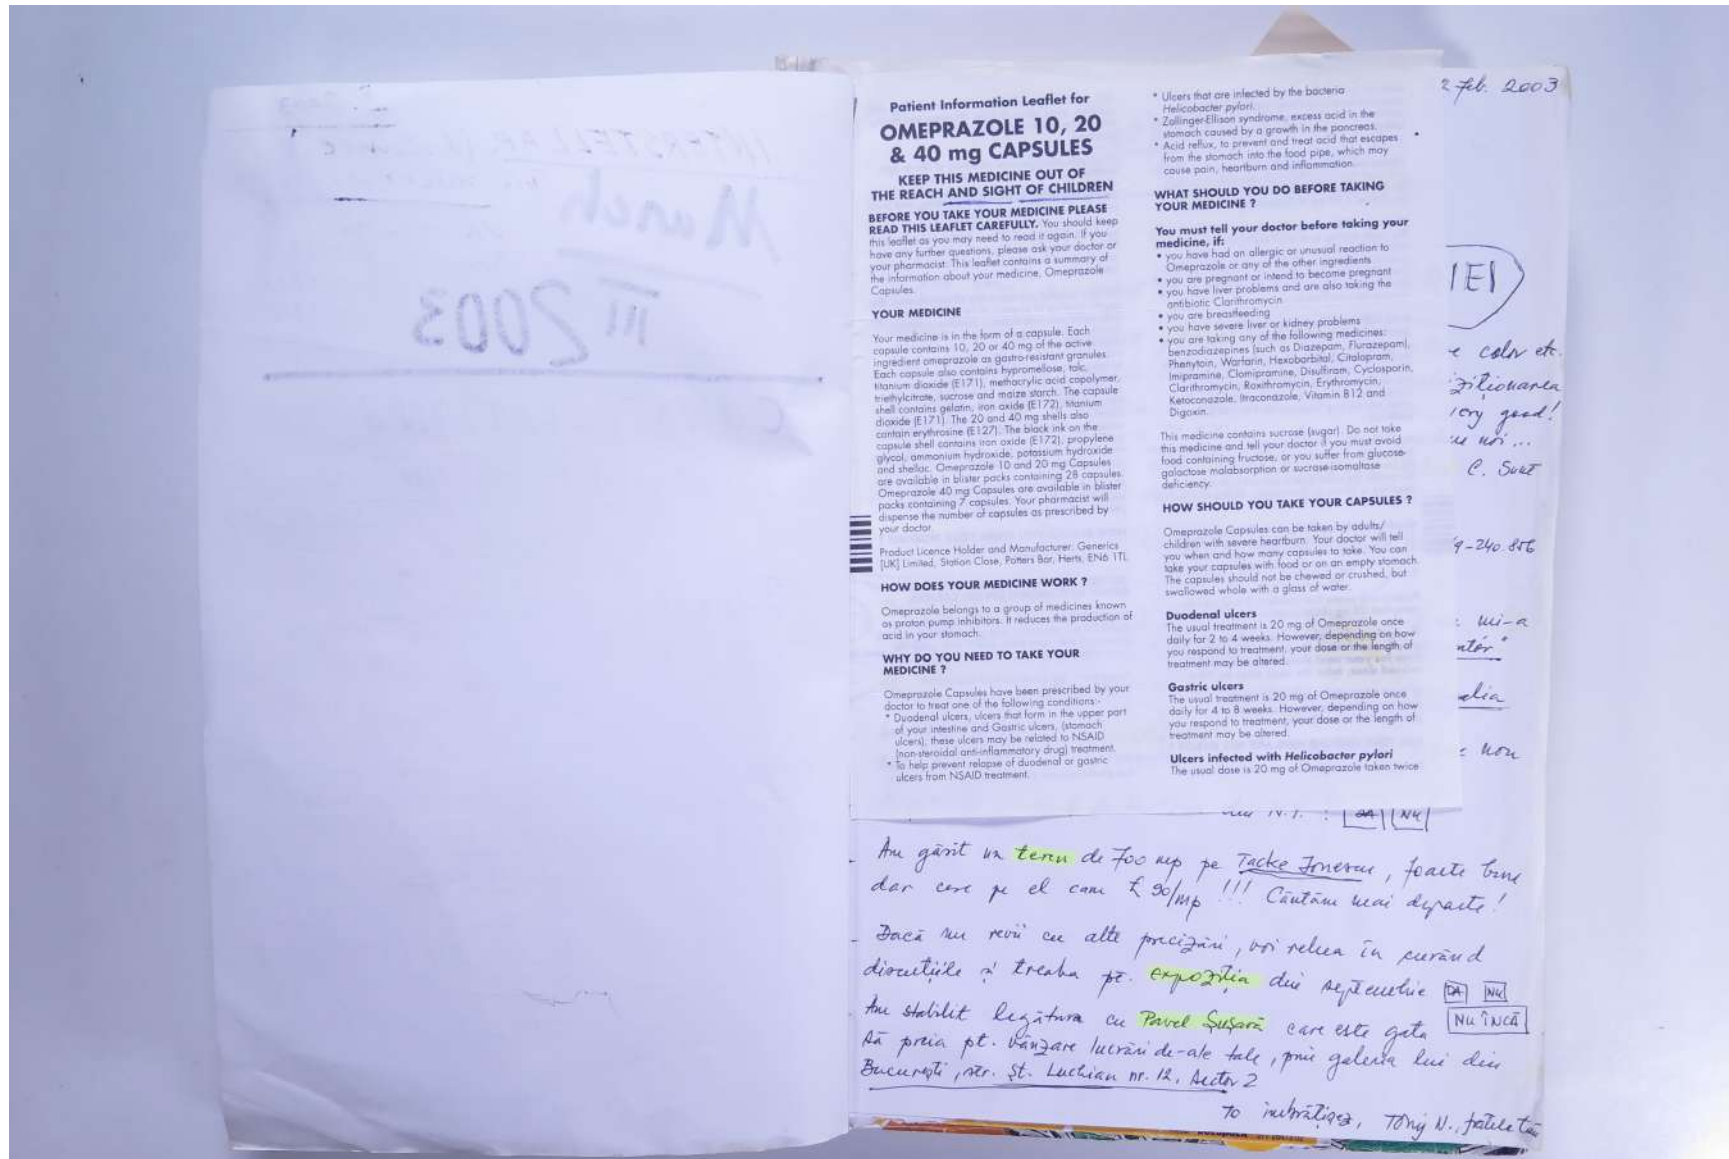 March
III 2003
Patient Information Leaflet for
OMEPRAZOLE 10, 20
& 40 mg CAPSULES
KEEP THIS MEDICINE OUT OF
THE REACH AND SIGHT OF CHILDREN
BEFORE YOU TAKE YOUR MEDICINE PLEASE
READ THIS LEAFLET CAREFULLY. You should keep
this leaflet as you may need to read it again. If you
have any further questions, please ask your doctor or
your pharmacist. This leaflet contains a summary of
the information about your medicine, Omeprazole
Capsules.
YOUR MEDICINE
Your medicine is in the form of a capsule. Each
capsule contains 10, 20 or 40 mg of the active
ingredient omeprazole as gastro-resistant granules.
Each capsule also contains hypromellose, talc,
titanium dioxide (E171), methacrylic acid copolymer,
triethylcitrate, sucrose and maize starch. The capsule
shell contains gelatin, iron oxide (E172), titanium
dioxide (E171). The 20 and 40 mg shells also
contain erythrosine (E127). The black ink on the
capsule shell contains iron oxide (E172), propylene
glycol, ammonium hydroxide, potassium hydroxide
and shellac. Omeprazole 10 and 20 mg Capsules
are available in blister packs containing 28 capsules.
Omeprazole 40 mg Capsules are available in blister
packs containing 7 capsules. Your pharmacist will
dispense the number of capsules as prescribed by
your doctor.
Product Licence Holder and Manufacturer: Generics
[UK] Limited, Station Close, Potters Bar, Herts, EN6 1TL
HOW DOES YOUR MEDICINE WORK ?
Omeprazole belongs to a group of medicines known
as proton pump inhibitors. It reduces the production of
acid in your stomach.
WHY DO YOU NEED TO TAKE YOUR
MEDICINE ?
Omeprazole Capsules have been prescribed by your
doctor to treat one of the following conditions:-
* Duodenal ulcers, ulcers that form in the upper part
of your intestine and Gastric ulcers, (stomach
ulcers), these ulcers may be related to NSAID
(non-steroidal anti-inflammatory drug) treatment.
* To help prevent relapse of duodenal or gastric
ulcers from NSAID treatment.
* Ulcers that are infected by the bacteria
Helicobacter pylori.
* Zollinger-Ellison syndrome, excess acid in the
stomach caused by a growth in the pancreas.
* Acid reflux, to prevent and treat acid that escapes
from the stomach into the food pipe, which may
cause pain, heartburn and inflammation.
WHAT SHOULD YOU DO BEFORE TAKING
YOUR MEDICINE ?
You must tell your doctor before taking your
medicine, if:
• you have had an allergic or unusual reaction to
Omeprazole or any of the other ingredients
• you are pregnant or intend to become pregnant
• you have liver problems and are also taking the
antibiotic Clarithromycin
• you are breastfeeding
• you have severe liver or kidney problems
• you are taking any of the following medicines:
benzodiazepines (such as Diazepam, Flurazepam),
Phenytoin, Warfarin, Hexobarbital, Citalopram,
Imipramine, Clomipramine, Disulfiram, Cyclosporin,
Clarithromycin, Roxithromycin, Erythromycin,
Ketoconazole, Itraconazole, Vitamin B12 and
Digoxin.
This medicine contains sucrose (sugar). Do not take
this medicine and tell your doctor if you must avoid
food containing fructose, or you suffer from glucose-
galactose malabsorption or sucrase-isomaltase
deficiency.
HOW SHOULD YOU TAKE YOUR CAPSULES ?
Omeprazole Capsules can be taken by adults/
children with severe heartburn. Your doctor will tell
you when and how many capsules to take. You can
take your capsules with food or on an empty stomach.
The capsules should not be chewed or crushed, but
swallowed whole with a glass of water.
Duodenal ulcers
The usual treatment is 20 mg of Omeprazole once
daily for 2 to 4 weeks. However, depending on how
you respond to treatment, your dose or the length of
treatment may be altered.
Gastric ulcers
The usual treatment is 20 mg of Omeprazole once
daily for 4 to 8 weeks. However, depending on how
you respond to treatment, your dose or the length of
treatment may be altered.
Ulcers infected with Helicobacter pylori
The usual dose is 20 mg of Omeprazole taken twice
2 Feb. 2003
IEI
color etc.
good!
noi...
C. Sunt
9-240.856
mi-a
non
N.Y. : DA NU
- Am găsit un teren de 700 mp pe Tache Ionescu, foarte bine
dar cere pe el cam £ 90/mp !!! Căutăm mai departe!
- Dacă nu revii cu alte precizări, voi relua în curând
discuțiile și treaba pt. expoziția din septembrie DA NU
NU ÎNCĂ
Am stabilit legătura cu Pavel Șușară care este gata
să preia pt. vânzare lucrări de-ale tale, prin galeria lui din
București, str. Șt. Luchian nr. 12, Sector 2
Te îmbrățișez, Tony N., fratele tău